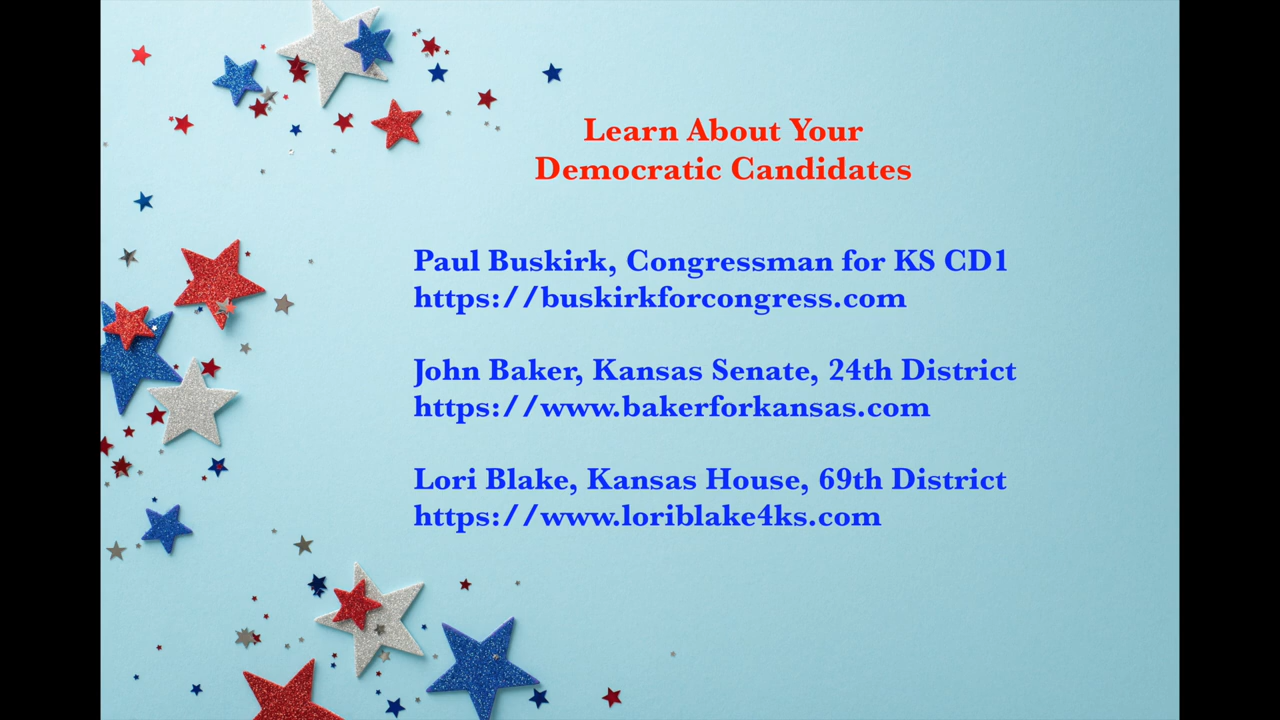 Learn About Your
Democratic Candidates
Paul Buskirk, Congressman for KS CD1
https://buskirkforcongress.com
John Baker, Kansas Senate, 24th District
https://www.bakerforkansas.com
Lori Blake, Kansas House, 69th District
https://www.loriblake4ks.com